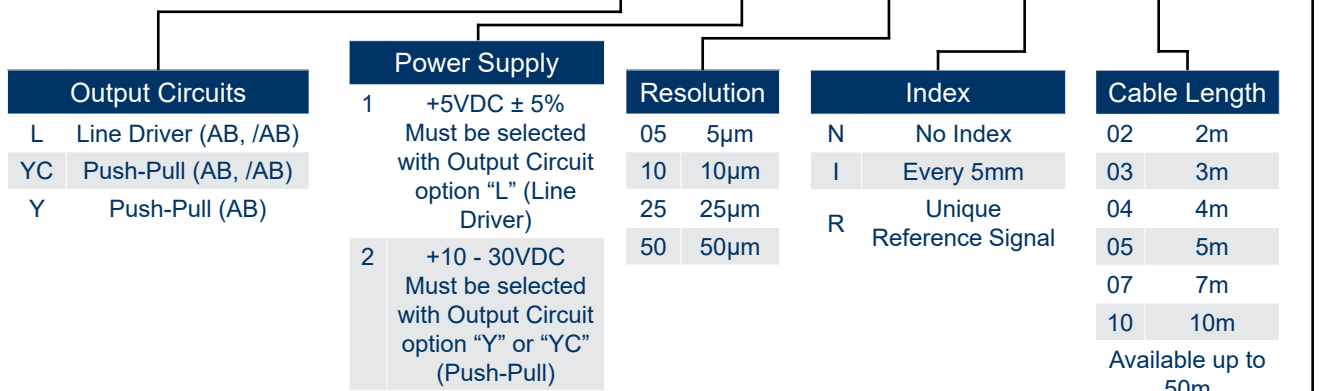 Output Circuits
L Line Driver (AB, /AB)
YC Push-Pull (AB, /AB)
Y Push-Pull (AB)
Power Supply
1 +5VDC ± 5%
Must be selected
with Output Circuit
option “L” (Line
Driver)
2 +10 - 30VDC
Must be selected
with Output Circuit
option “Y” or “YC”
(Push-Pull)
Resolution
05 5µm
10 10µm
25 25µm
50 50µm
Index
N No Index
I Every 5mm
R Unique
Reference Signal
Cable Length
02 2m
03 3m
04 4m
05 5m
07 7m
10 10m
Available up to
50m